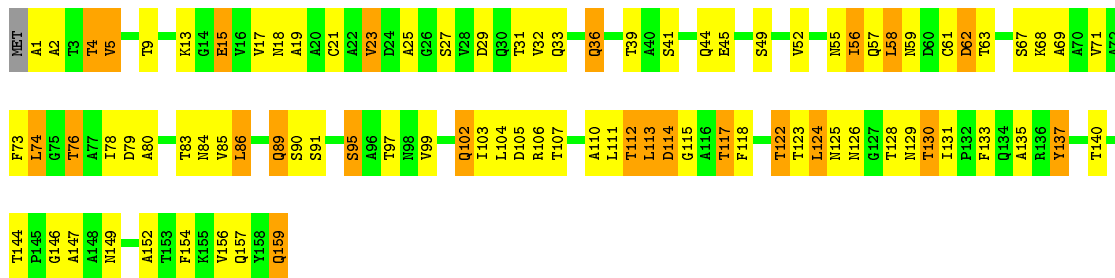 MET A1 A2 T3 T4 V5 T9 K13 G14 E15 V16 V17 N18 A19 A20 C21 A22 V23 D24 A25 G26 S27 V28 D29 Q30 T31 V32 Q33 Q36 T39 A40 S41 Q44 E45 S49 V52 N55 I56 Q57 L58 N59 D60 C61 D62 T63 S67 K68 A69 A70 V71 A72
F73 L74 G75 T76 A77 I78 D79 A80 T83 N84 V85 L86 Q89 S90 S91 S95 A96 T97 N98 V99 Q102 I103 L104 D105 R106 T107 A110 L111 T112 L113 D114 G115 A116 T117 F118 T122 T123 L124 N125 N126 G127 T128 N129 T130 I131 P132 F133 Q134 A135 R136 Y137 T140
T144 P145 G146 A147 A148 N149 A152 T153 F154 K155 V156 Q157 Y158 Q159